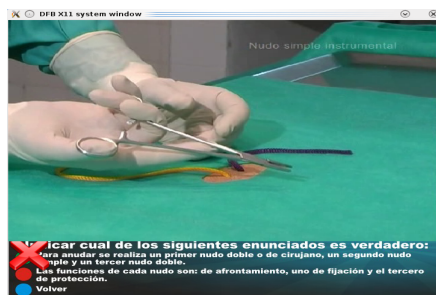 DFB X11 system window
Nudo simple instrumental
icar cual de los siguientes enunciados es verdadero:
ara anudar se realiza un primer nudo doble o de cirujano, un segundo nudo
mple y un tercer nudo doble.
Las funciones de cada nudo son: de afrontamiento, uno de fijación y el tercero
de protección.
Volver